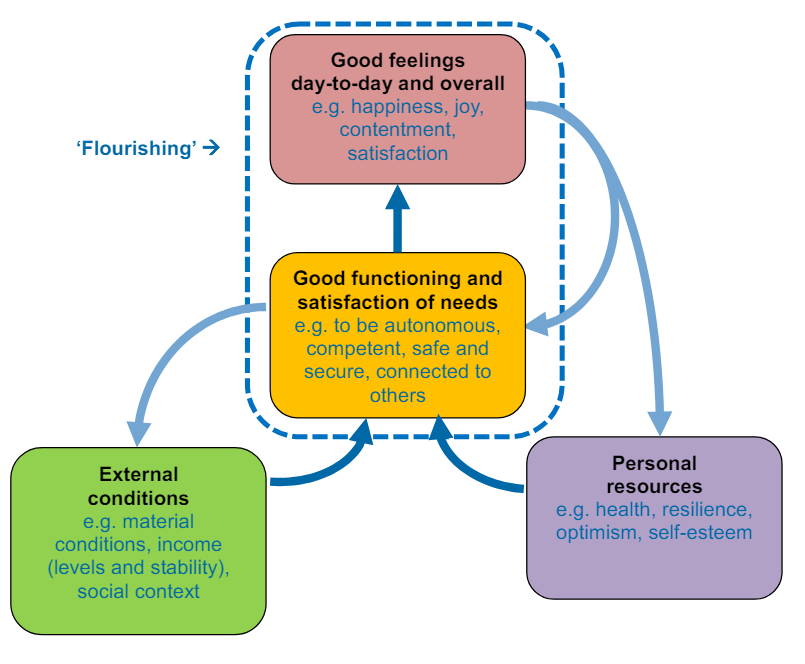 Good feelings
day-to-day and overall
e.g. happiness, joy,
contentment,
satisfaction
‘Flourishing’ →
Good functioning and
satisfaction of needs
e.g. to be autonomous,
competent, safe and
secure, connected to
others
External
conditions
e.g. material
conditions, income
(levels and stability),
social context
Personal
resources
e.g. health, resilience,
optimism, self-esteem